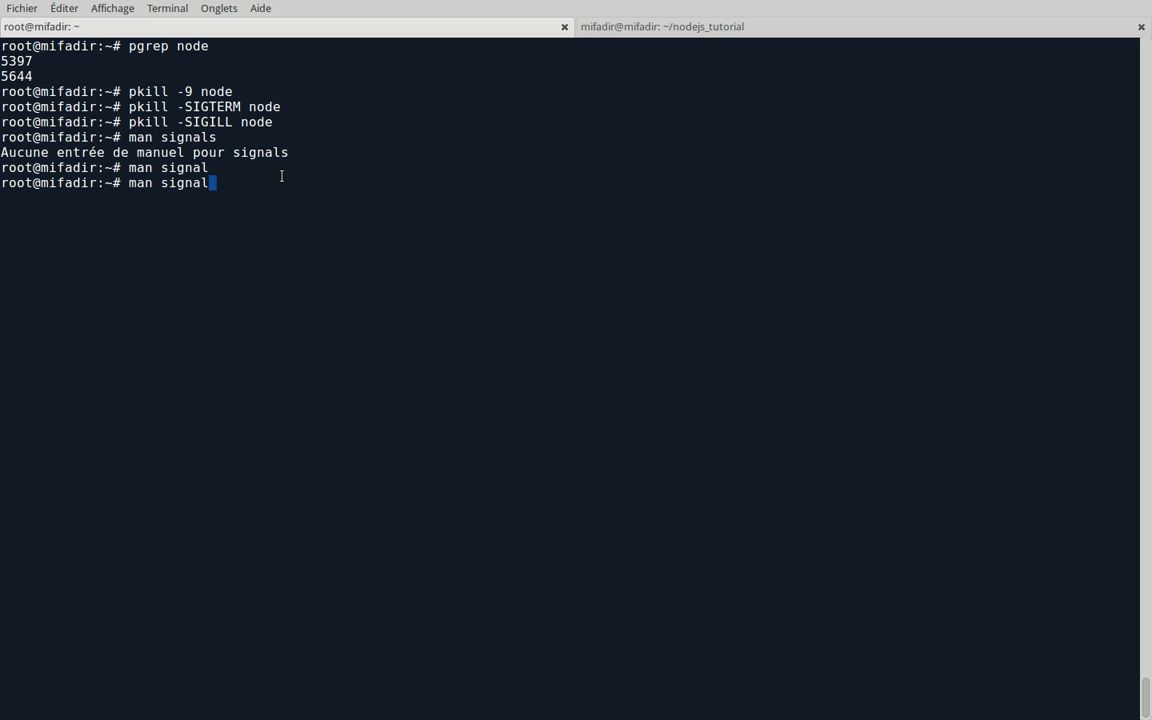 Fichier Éditer Affichage Terminal Onglets Aide
root@mifadir: ~ mifadir@mifadir: ~/nodejs_tutorial
root@mifadir:~# pgrep node
5397
5644
root@mifadir:~# pkill -9 node
root@mifadir:~# pkill -SIGTERM node
root@mifadir:~# pkill -SIGILL node
root@mifadir:~# man signals
Aucune entrée de manuel pour signals
root@mifadir:~# man signal
root@mifadir:~# man signal